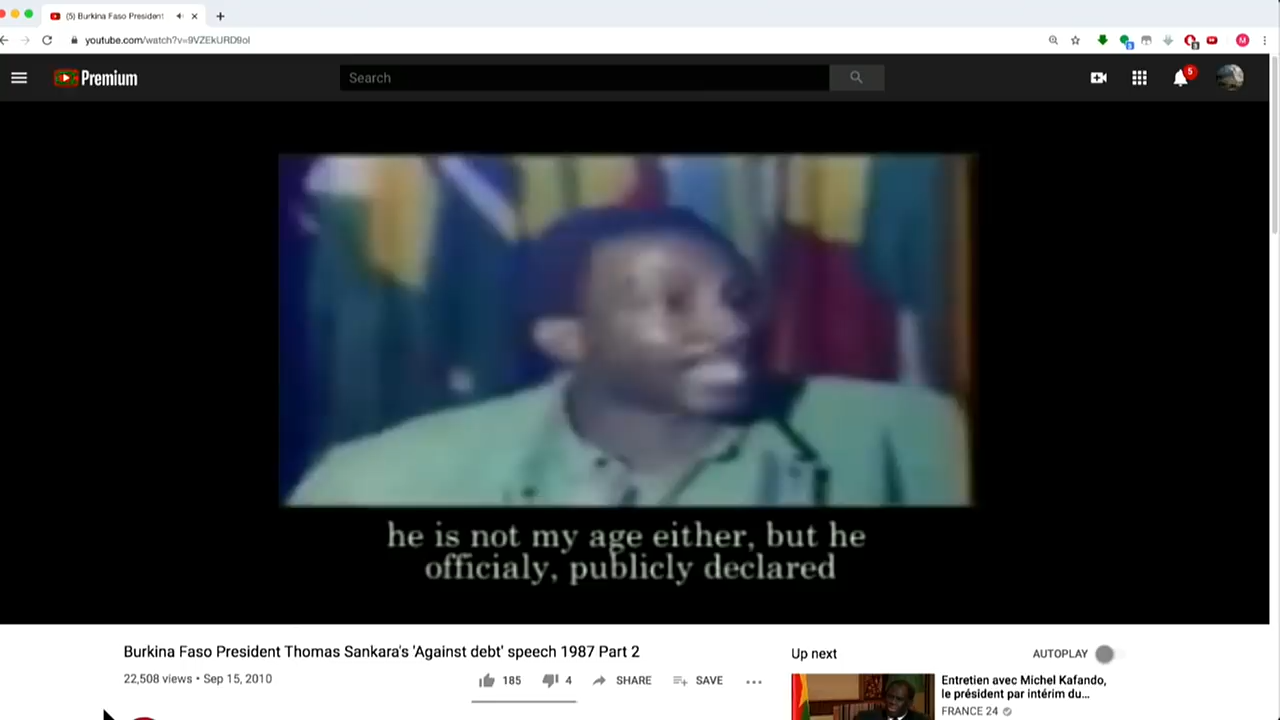 (5) Burkina Faso President
youtube.com/watch?v=9VZEkURD9oI
Premium
Search
5
he is not my age either, but he
officialy, publicly declared
Burkina Faso President Thomas Sankara's 'Against debt' speech 1987 Part 2
22,508 views • Sep 15, 2010
185
4
SHARE
SAVE
Up next
AUTOPLAY
Entretien avec Michel Kafando,
le président par intérim du...
FRANCE 24